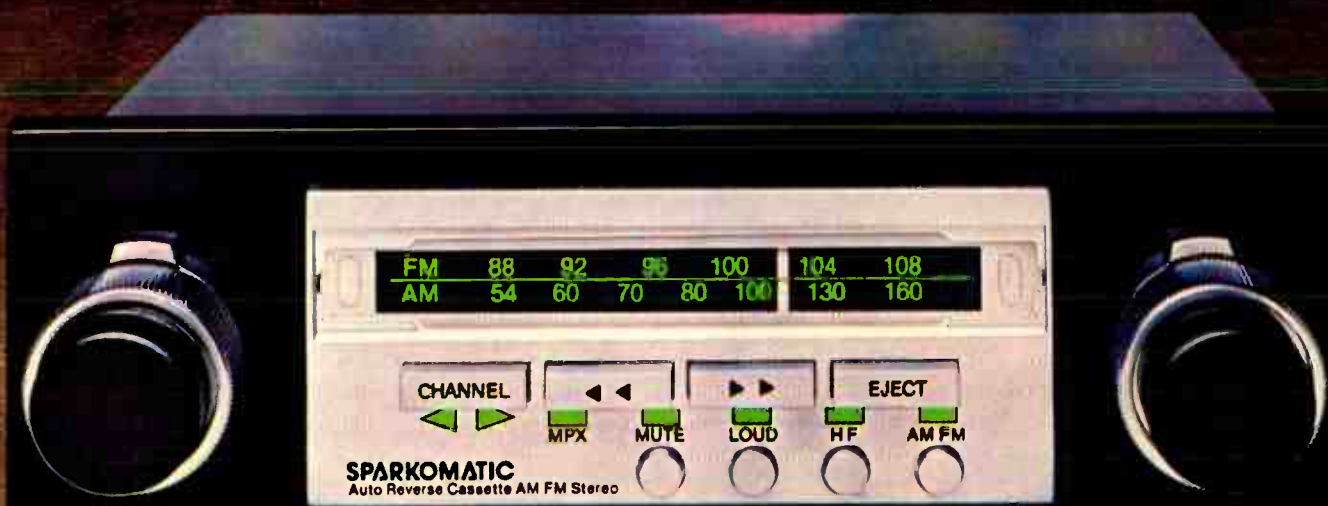 FM 88 92 96 100 104 108
AM 54 60 70 80 100 130 160
CHANNEL ◄ ◄ ► ► EJECT
MPX MUTE LOUD HF AM FM
SPARKOMATIC
Auto Reverse Cassette AM FM Stereo